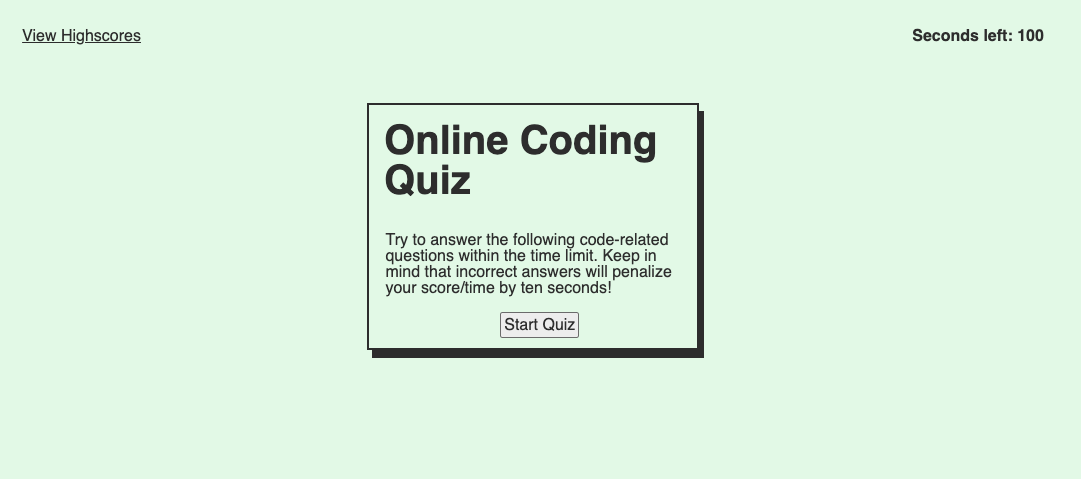 View Highscores
Seconds left: 100
Online Coding
Quiz
Try to answer the following code-related
questions within the time limit. Keep in
mind that incorrect answers will penalize
your score/time by ten seconds!
Start Quiz